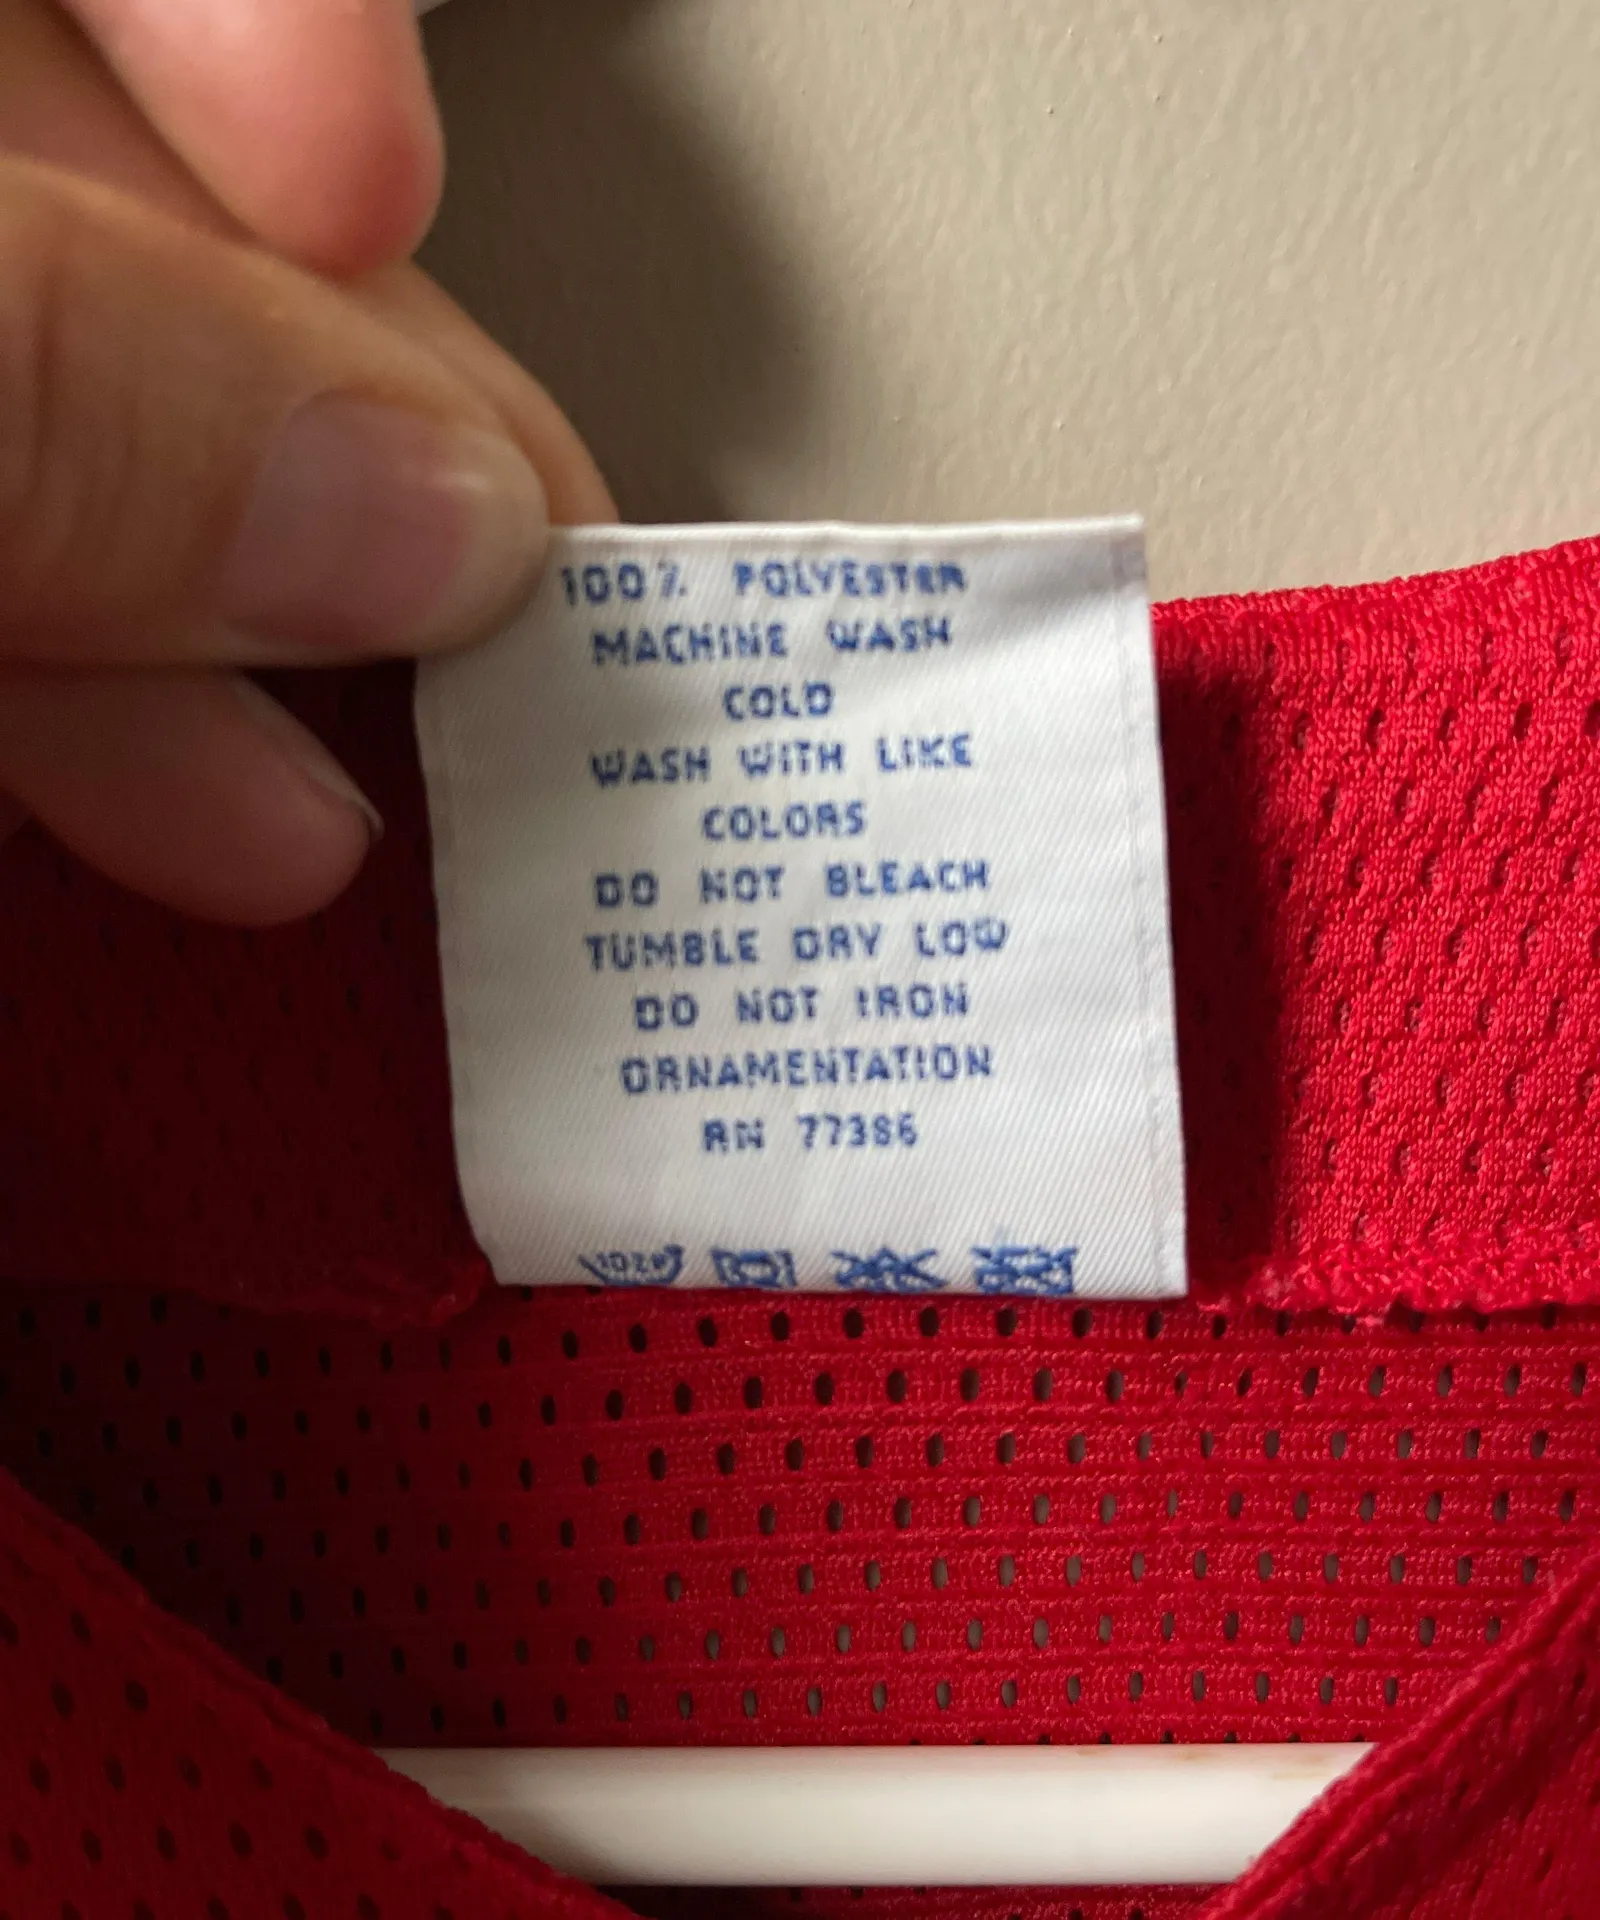 100% POLYESTER
MACHINE WASH
COLD
WASH WITH LIKE
COLORS
DO NOT BLEACH
TUMBLE DRY LOW
DO NOT IRON
ORNAMENTATION
RN 77386